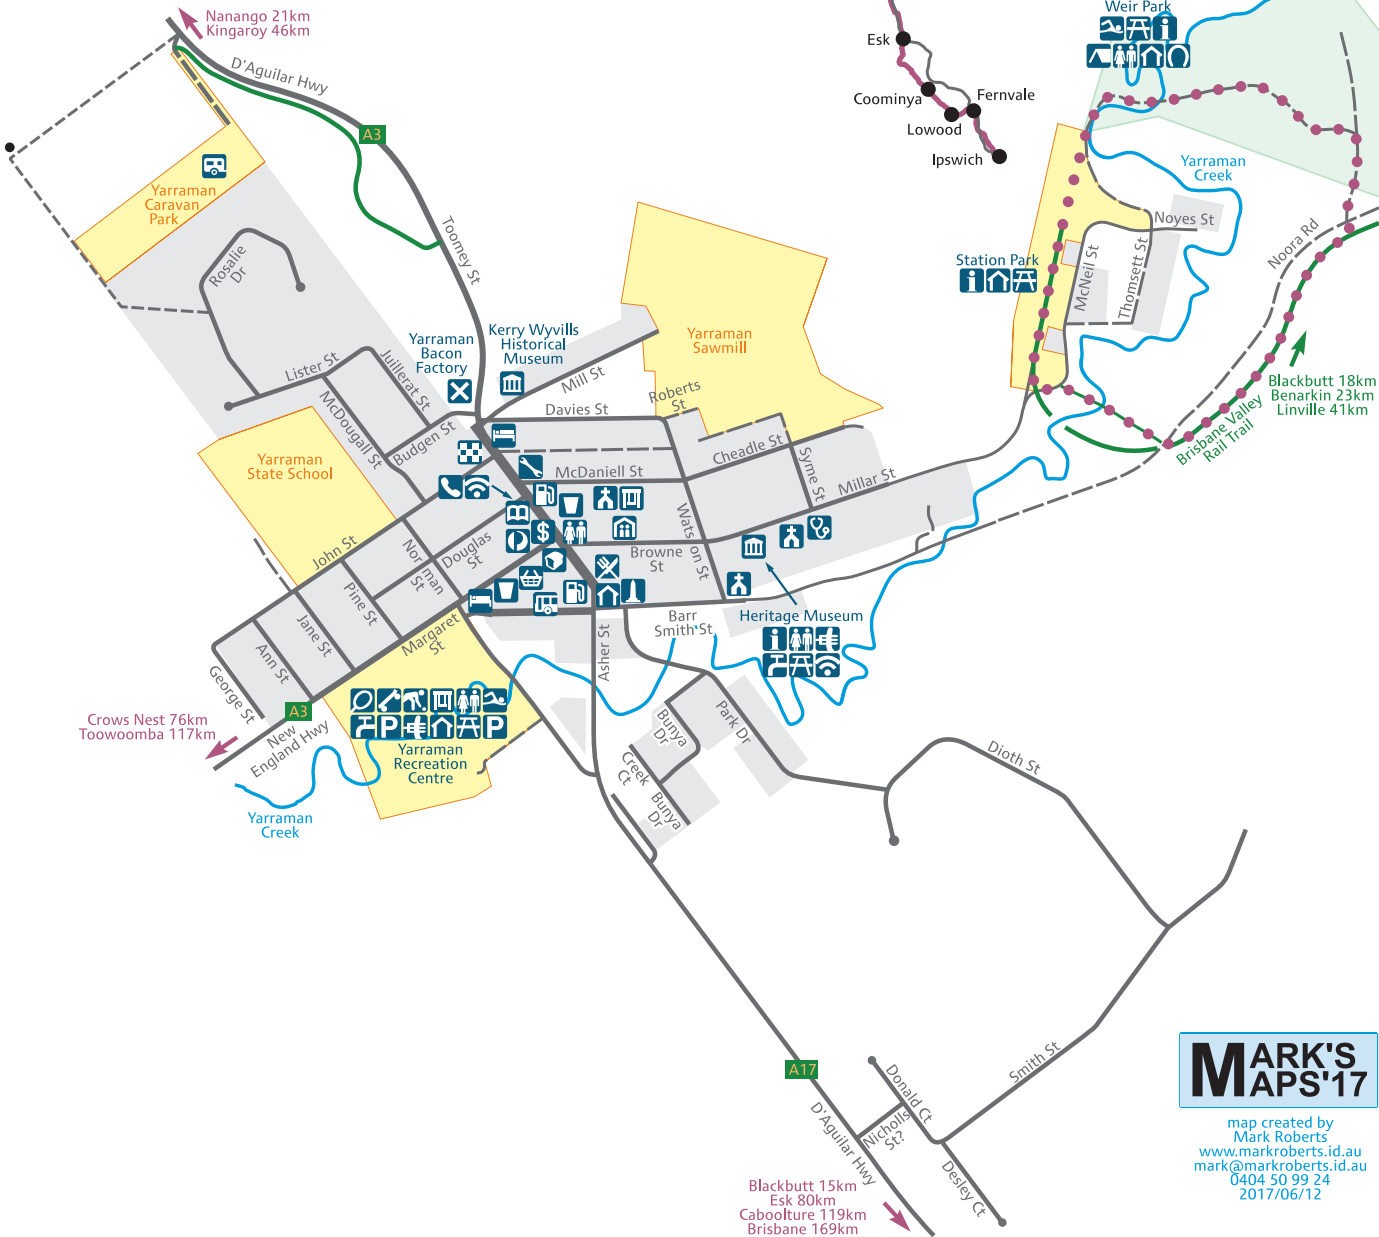 Nanango 21km
Kingaroy 46km
D'Aguilar Hwy
A3
Yarraman
Caravan
Park
Rosalie
Dr
Toomey St
Esk
Coominya
Fernvale
Lowood
Ipswich
Weir Park
Yarraman
Creek
Noyes St
Noora Rd
Station Park
McNeil St
Thomsett St
Blackbutt 18km
Benarkin 23km
Linville 41km
Brisbane Valley
Rail Trail
Yarraman
Bacon
Factory
Kerry Wyvills
Historical
Museum
Yarraman
Sawmill
Mill St
Lister St
Juillerat St
McDougall St
Budgen St
Davies St
Roberts
St
Cheadle St
Syme St
Millar St
McDaniell St
Watson St
Yarraman
State School
John St
Norman
St
Douglas
St
Browne
St
Pine St
Jane St
Ann St
George St
Margaret
St
Asher St
Barr
Smith St
Heritage Museum
i
Crows Nest 76km
Toowoomba 117km
A3
New
England Hwy
P
P
Yarraman
Recreation
Centre
Yarraman
Creek
Bunya
Dr
Park Dr
Creek
Ct
Bunya
Dr
Dioth St
A17
D'Aguilar Hwy
Donald Ct
Nicholls
St?
Smith St
Desley Ct
Blackbutt 15km
Esk 80km
Caboolture 119km
Brisbane 169km
MARK'S
MAPS'17
map created by
Mark Roberts
www.markroberts.id.au
mark@markroberts.id.au
0404 50 99 24
2017/06/12